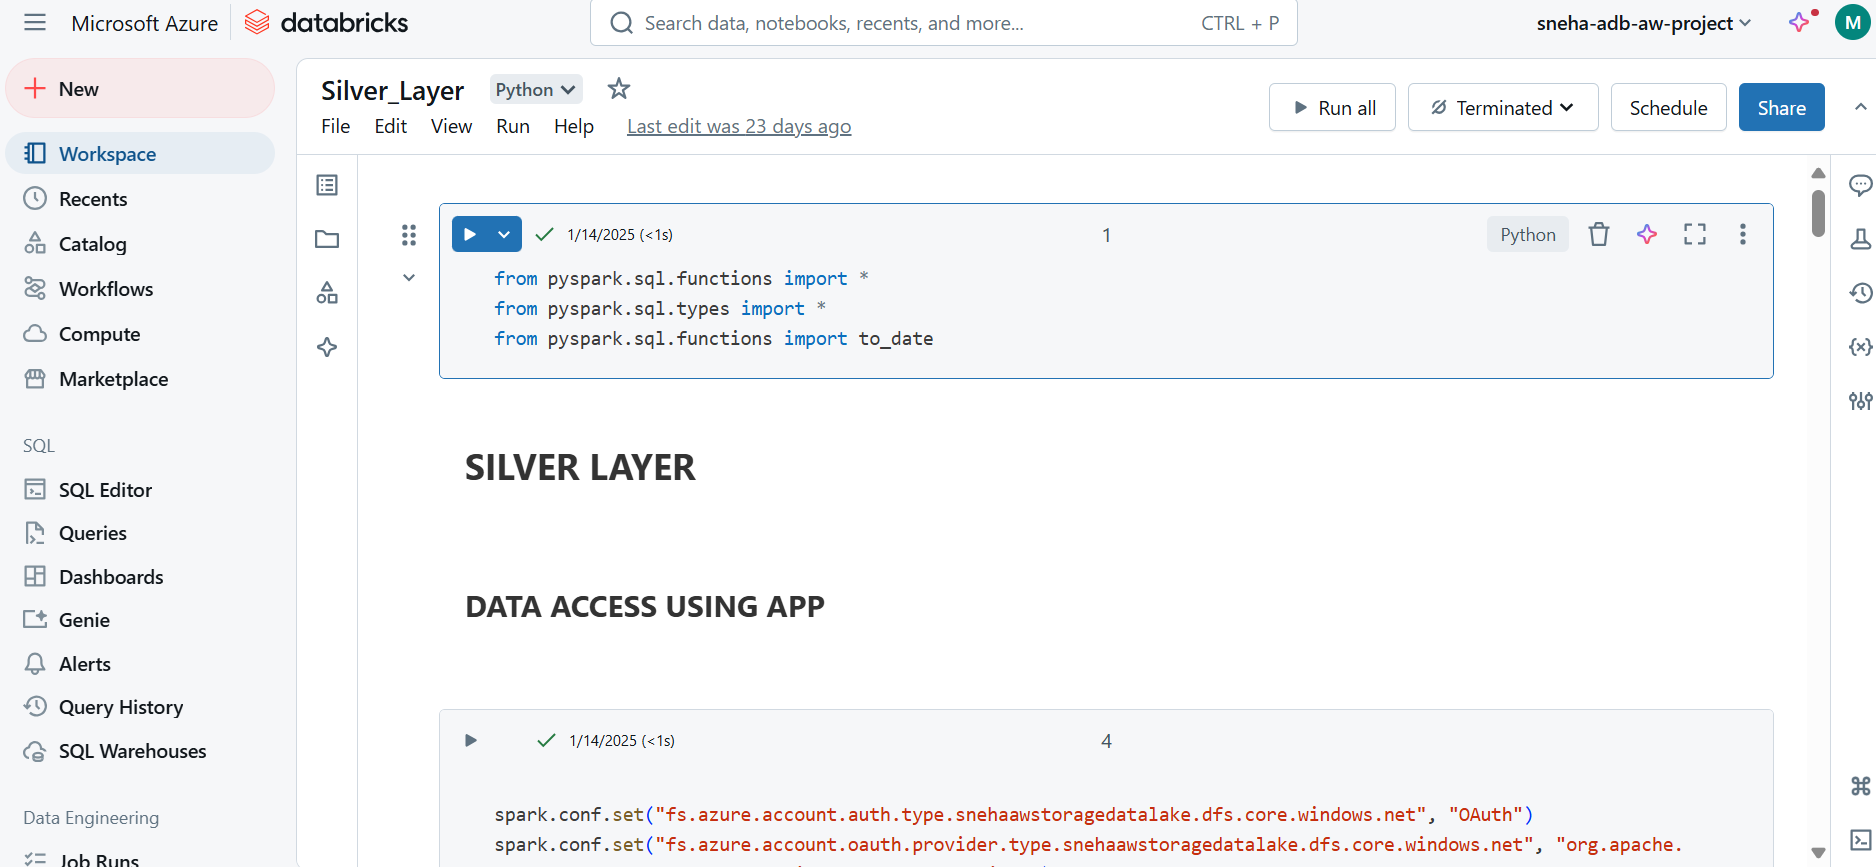 Microsoft Azure
databricks
Search data, notebooks, recents, and more...
CTRL + P
sneha-adb-aw-project
M
New
Workspace
Recents
Catalog
Workflows
Compute
Marketplace
SQL
SQL Editor
Queries
Dashboards
Genie
Alerts
Query History
SQL Warehouses
Data Engineering
Job Runs
Silver_Layer
Python
File Edit View Run Help Last edit was 23 days ago
Run all
Terminated
Schedule
Share
1/14/2025 (<1s)
1
Python
from pyspark.sql.functions import *
from pyspark.sql.types import *
from pyspark.sql.functions import to_date
SILVER LAYER
DATA ACCESS USING APP
1/14/2025 (<1s)
4
spark.conf.set("fs.azure.account.auth.type.snehaawstoragedatalake.dfs.core.windows.net", "OAuth")
spark.conf.set("fs.azure.account.oauth.provider.type.snehaawstoragedatalake.dfs.core.windows.net", "org.apache.